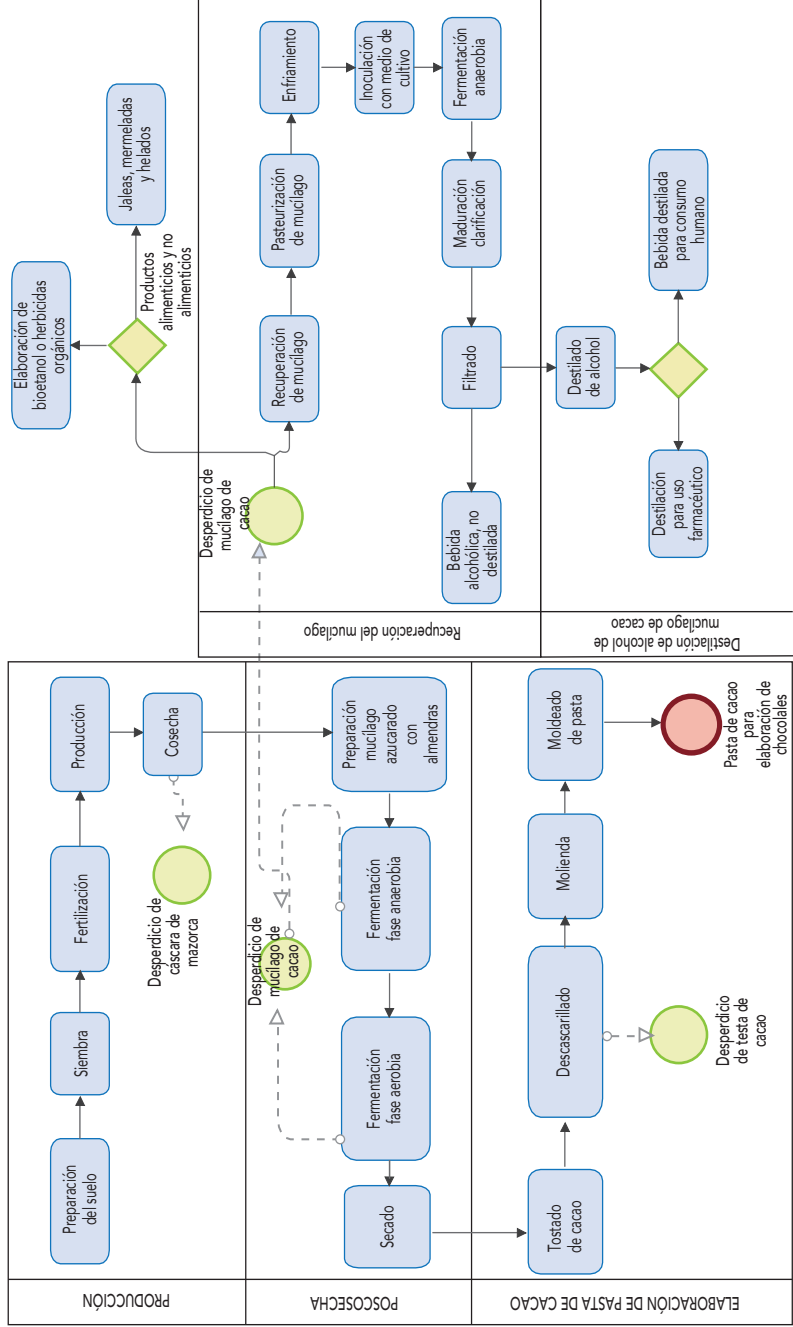 PRODUCCIÓN
Preparación
del suelo
Siembra
Fertilización
Producción
Cosecha
Desperdicio de
cáscara de
mazorca
POSCOSECHA
Preparación
mucílago
azucarado
con
almendras
Fermentación
fase anaerobia
Fermentación
fase aerobia
Desperdicio de
mucílago de
cacao
Secado
ELABORACIÓN DE PASTA DE CACAO
Tostado
de cacao
Descascarillado
Desperdicio
de testa de
cacao
Molienda
Moldeado
de pasta
Pasta de cacao
para
elaboración de
chocolales
Elaboración de
bioetanol o herbicidas
orgánicos
Productos
alimenticios y no
alimenticios
Jaleas, mermeladas
y helados
Recuperación del mucílago
Desperdicio de
mucílago de
cacao
Recuperación
de mucílago
Pasteurización
de mucílago
Enfriamiento
Inoculación
con medio de
cultivo
Fermentación
anaerobia
Maduración
clarificación
Filtrado
Bebida
alcohólica, no
destilada
Destilación de alcohol de
mucílago de cacao
Destilado
de alcohol
Destilación
para uso
farmacéutico
Bebida destilada
para consumo
humano